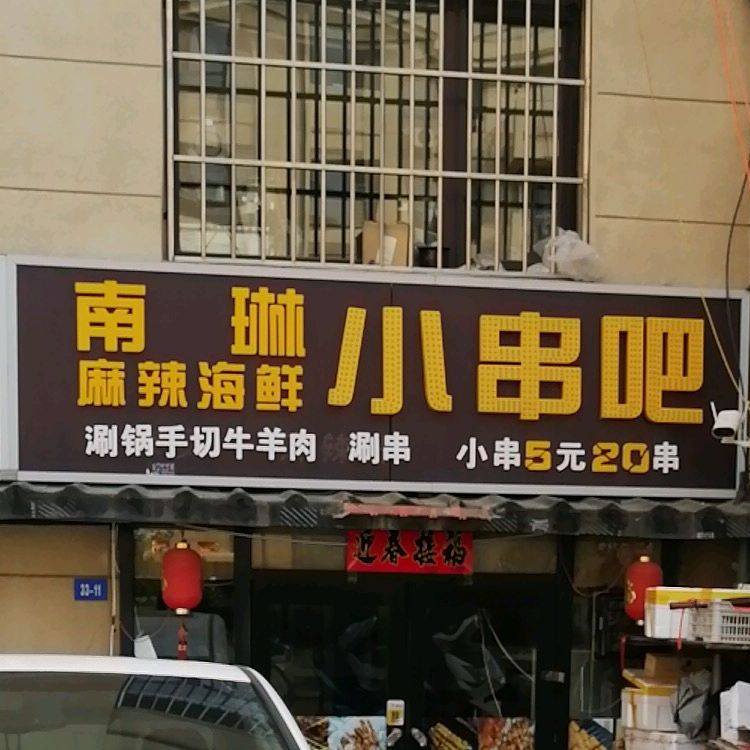 南琳
麻辣海鲜
小串吧
涮锅手切牛羊肉 辣涮串 小串5元20串
迎春接福
33-11